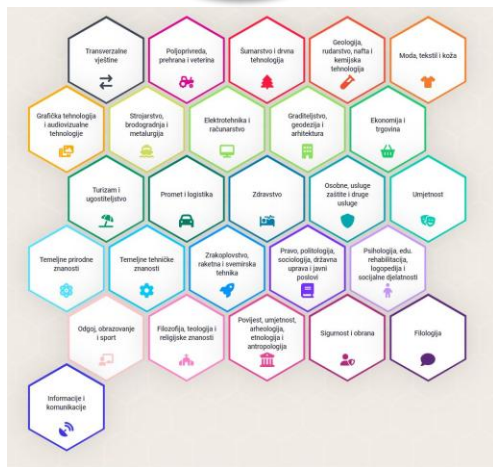 Transverzalne
vještine
Poljoprivreda,
prehrana i veterina
Šumarstvo i drvna
tehnologija
Geologija,
rudarstvo, nafta i
kemijska
tehnologija
Moda, tekstil i koža
Grafička tehnologija
i audiovizualne
tehnologije
Strojarstvo,
brodogradnja i
metalurgija
Elektrotehnika i
računarstvo
Graditeljstvo,
geodezija i
arhitektura
Ekonomija i
trgovina
Turizam i
ugostiteljstvo
Promet i logistika
Zdravstvo
Osobne, usluge
zaštite i druge
usluge
Umjetnost
Temeljne prirodne
znanosti
Temeljne tehničke
znanosti
Zrakoplovstvo,
raketna i svemirska
tehnika
Pravo, politologija,
sociologija, državna
uprava i javni
poslovi
Psihologija, edu.
rehabilitacija,
logopedija i
socijalne djelatnosti
Odgoj, obrazovanje
i sport
Filozofija, teologija i
religijske znanosti
Povijest, umjetnost,
arheologija,
etnologija i
antropologija
Sigurnost i obrana
Filologija
Informacije i
komunikacije